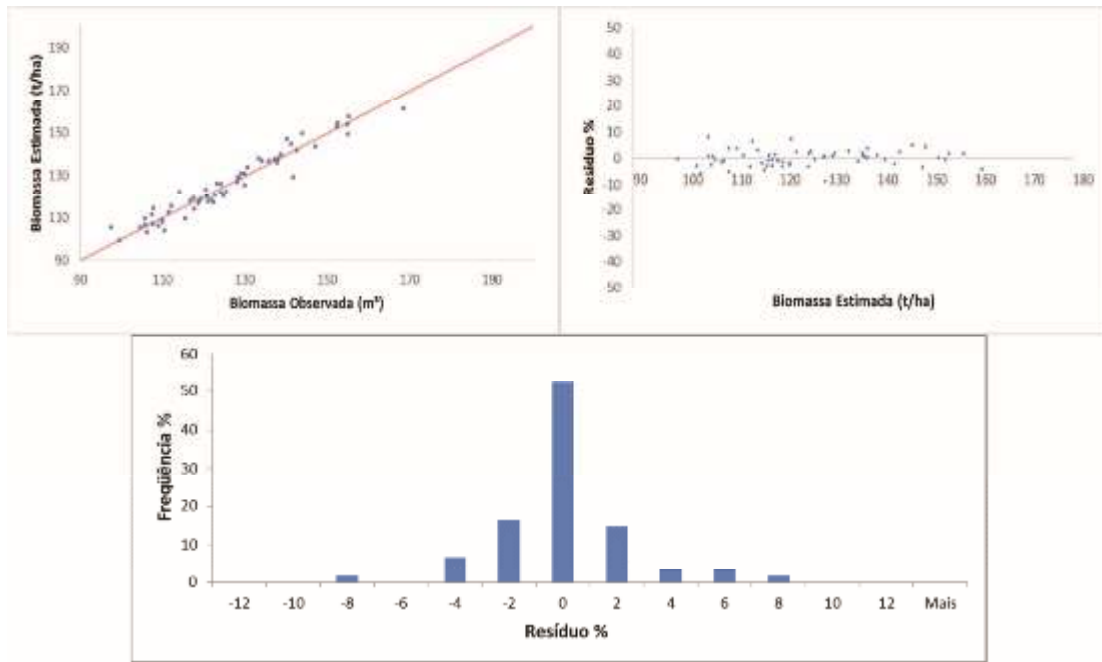 190
170
150
130
110
90
Biomassa Estimada (t/ha)
90 110 130 150 170 190
Biomassa Observada (m³)
50
40
30
20
10
0
-10
-20
-30
-40
-50
Resíduo %
90 100 110 120 -130 140 150 160 170 180
Biomassa Estimada (t/ha)
60
50
40
30
20
10
0
Freqüência %
-12 -10 -8 -6 -4 -2 0 2 4 6 8 10 12 Mais
Resíduo %